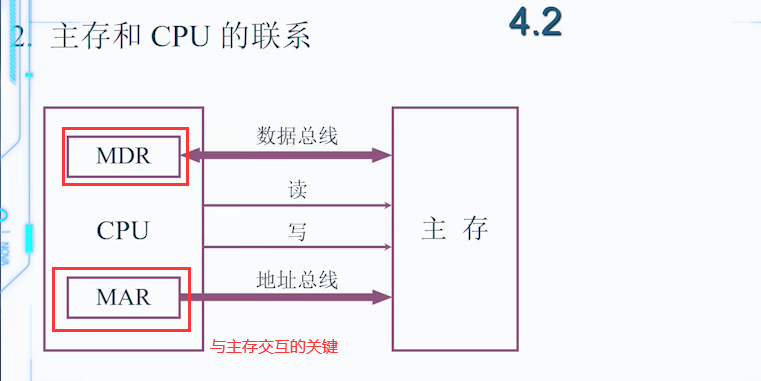 2. 主存和 CPU 的联系
4.2
MDR
数据总线
读
CPU
写
主 存
地址总线
MAR
与主存交互的关键